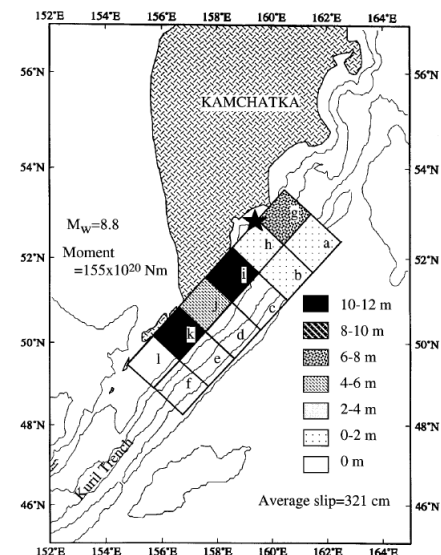 152°E 154°E 156°E 158°E 160°E 162°E 164°E
56°N 56°N
KAMCHATKA
54°N 54°N
g
a
h
M_W=8.8
52°N 52°N
Moment
=155x10²⁰ Nm
i
b
10-12 m
j
c
8-10 m
k
d
50°N 50°N
6-8 m
l
e
4-6 m
f
2-4 m
48°N 48°N
0-2 m
0 m
Kuril Trench
Average slip=321 cm
46°N 46°N
152°E 154°E 156°E 158°E 160°E 162°E 164°E